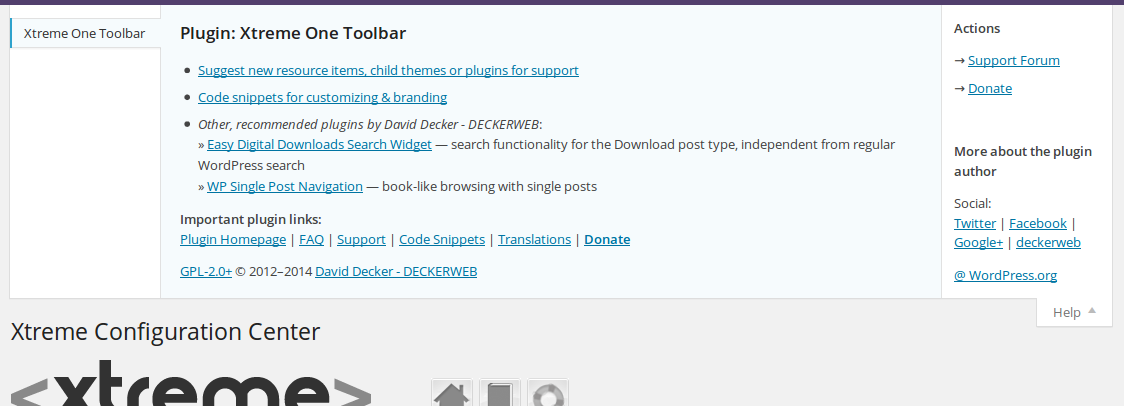 Xtreme One Toolbar
Plugin: Xtreme One Toolbar
• Suggest new resource items, child themes or plugins for support
• Code snippets for customizing & branding
• Other, recommended plugins by David Decker - DECKERWEB:
» Easy Digital Downloads Search Widget — search functionality for the Download post type, independent from regular
WordPress search
» WP Single Post Navigation — book-like browsing with single posts
Important plugin links:
Plugin Homepage | FAQ | Support | Code Snippets | Translations | Donate
GPL-2.0+ © 2012–2014 David Decker - DECKERWEB
Actions
→ Support Forum
→ Donate
More about the plugin
author
Social:
Twitter | Facebook |
Google+ | deckerweb
@ WordPress.org
Help
Xtreme Configuration Center
<xtreme>